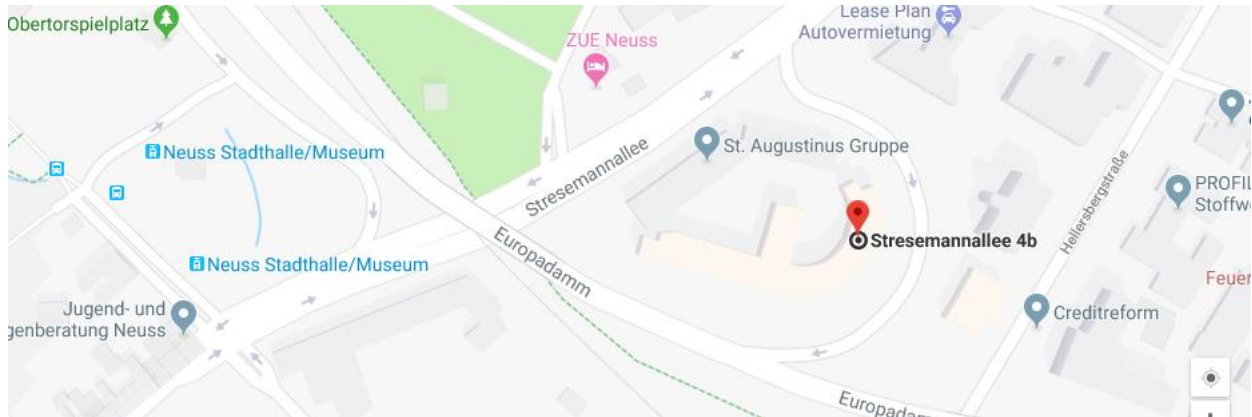 Obertorspielplatz
ZUE Neuss
Lease Plan
Autovermietung
Neuss Stadthalle/Museum
St. Augustinus Gruppe
Stresemannallee
Hellersbergstraße
PROFIL
Stoffw
Stresemannallee 4b
Neuss Stadthalle/Museum
Europadamm
Feuer
Jugend- und
genberatung Neuss
Creditreform
Europadamm